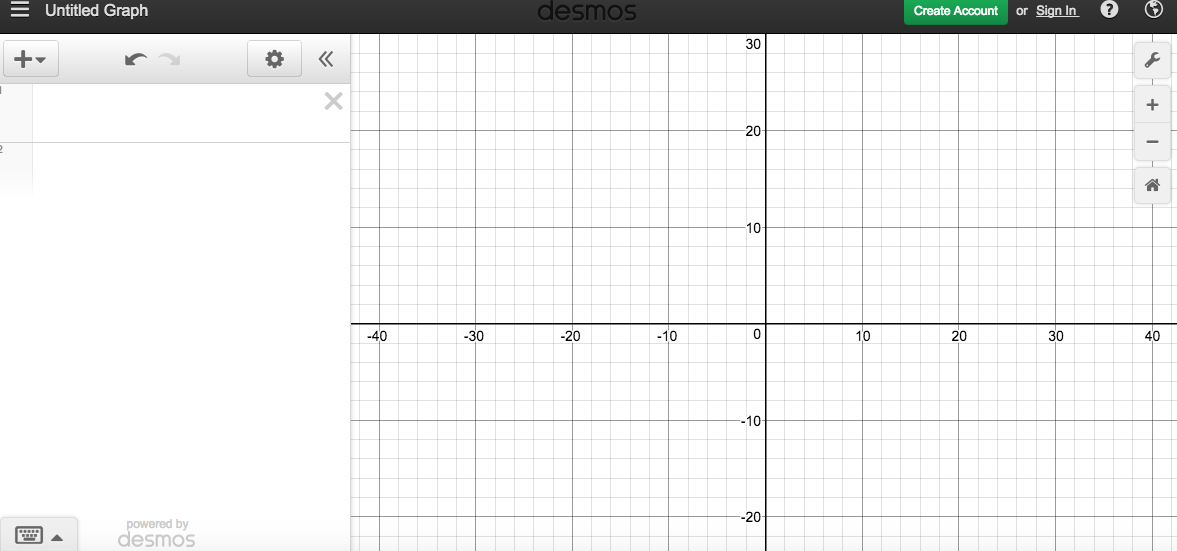 Untitled Graph
desmos
Create Account or Sign In ?
1
2
30
20
10
-40 -30 -20 -10 0 10 20 30 40
-10
-20
powered by
desmos